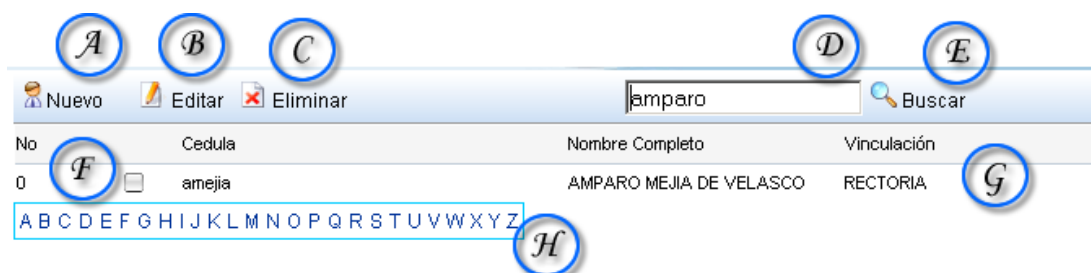 A B C D E
Nuevo Editar Eliminar amparo Buscar
No Cedula Nombre Completo Vinculación
F G
0 amejia AMPARO MEJIA DE VELASCO RECTORIA
A B C D E F G H I J K L M N O P Q R S T U V W X Y Z
H